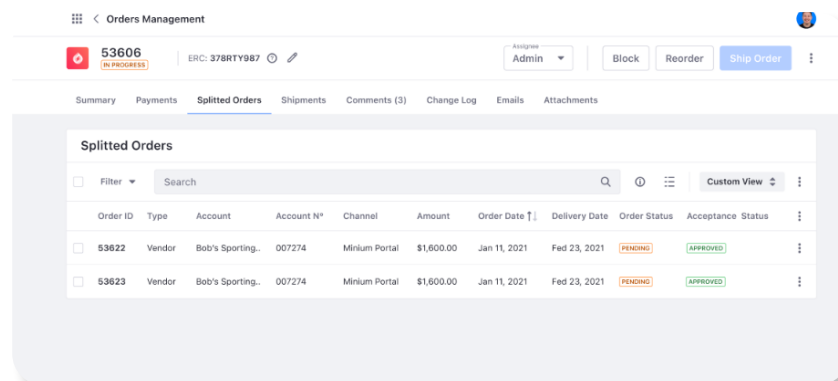 Orders Management
53606
IN PROGRESS
ERC: 378RTY987
Assignee
Admin
Block
Reorder
Ship Order
Summary Payments Splitted Orders Shipments Comments (3) Change Log Emails Attachments
Splitted Orders
Filter
Search
Custom View
Order ID Type Account Account Nº Channel Amount Order Date Delivery Date Order Status Acceptance Status
53622 Vendor Bob's Sporting.. 007274 Minium Portal $1,600.00 Jan 11, 2021 Fed 23, 2021 PENDING APPROVED
53623 Vendor Bob's Sporting.. 007274 Minium Portal $1,600.00 Jan 11, 2021 Fed 23, 2021 PENDING APPROVED